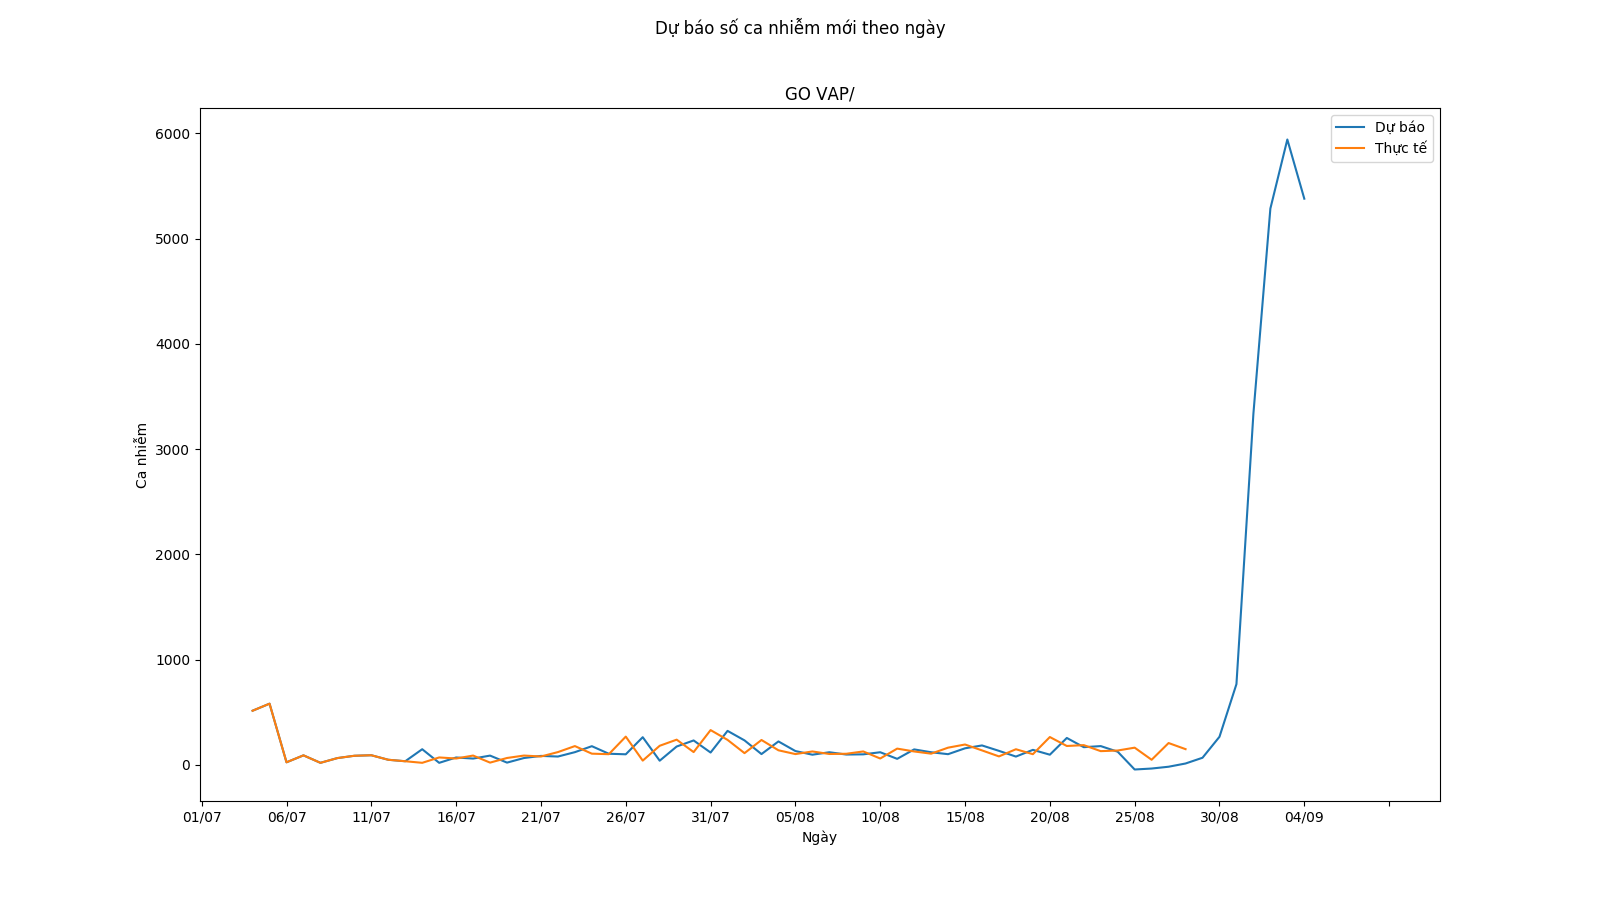 Dự báo số ca nhiễm mới theo ngày
GO VAP/
Dự báo
Thực tế
6000
5000
4000
3000
2000
1000
0
Ca nhiễm
01/07 06/07 11/07 16/07 21/07 26/07 31/07 05/08 10/08 15/08 20/08 25/08 30/08 04/09
Ngày